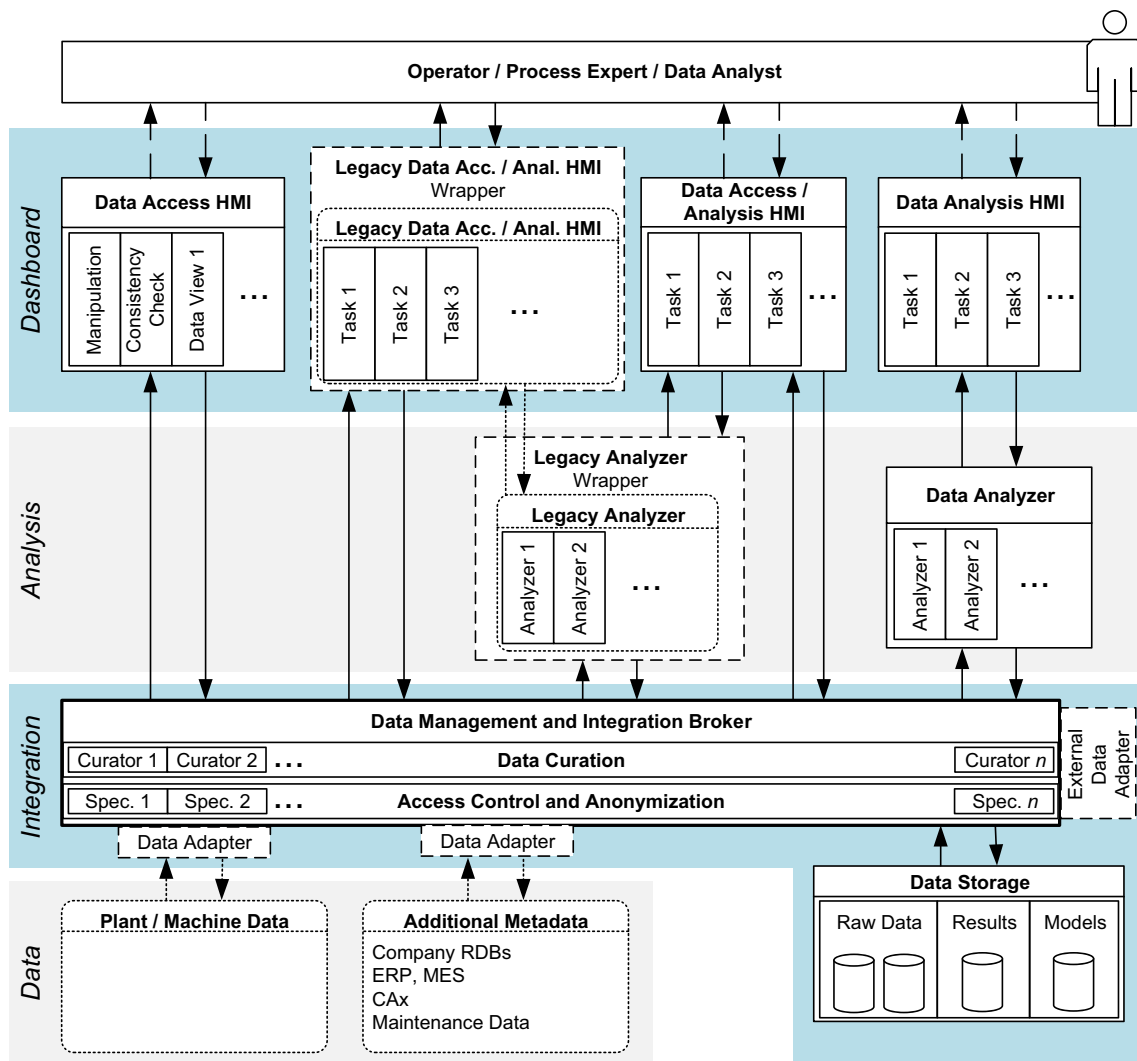 Operator / Process Expert / Data Analyst
Dashboard
Data Access HMI
Manipulation
Consistency
Check
Data View 1
...
Legacy Data Acc. / Anal. HMI
Wrapper
Legacy Data Acc. / Anal. HMI
Task 1
Task 2
Task 3
...
Data Access /
Analysis HMI
Task 1
Task 2
Task 3
...
Data Analysis HMI
Task 1
Task 2
Task 3
...
Analysis
Legacy Analyzer
Wrapper
Legacy Analyzer
Analyzer 1
Analyzer 2
...
Data Analyzer
Analyzer 1
Analyzer 2
...
Integration
Data Management and Integration Broker
Curator 1
Curator 2
...
Data Curation
Curator n
Spec. 1
Spec. 2
...
Access Control and Anonymization
Spec. n
External
Data
Adapter
Data Adapter
Data Adapter
Data
Plant / Machine Data
Additional Metadata
Company RDBs
ERP, MES
CAx
Maintenance Data
Data Storage
Raw Data
Results
Models